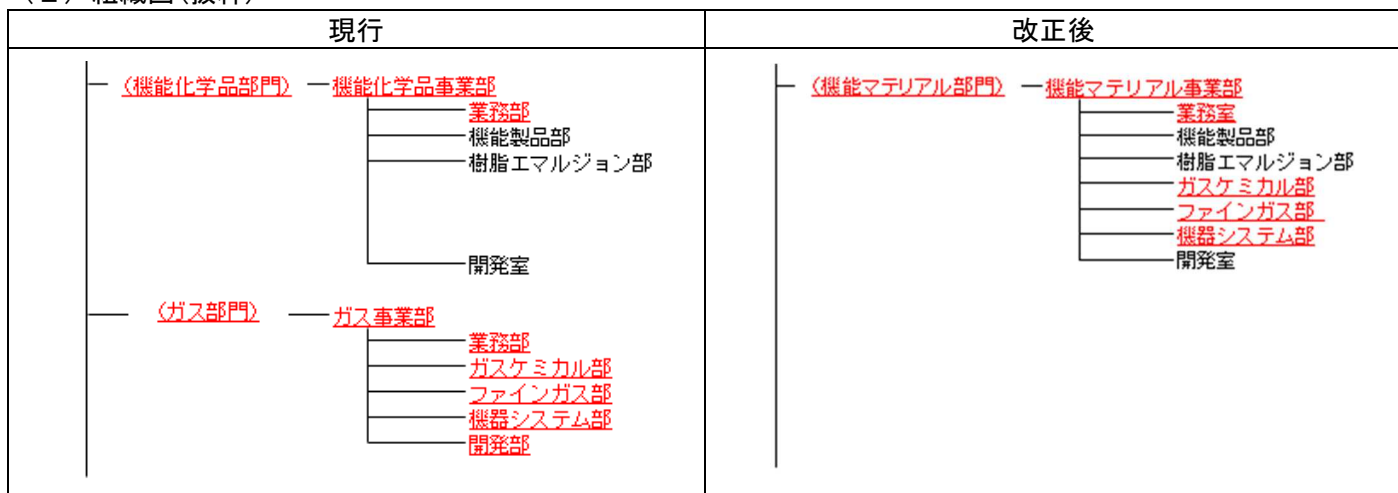 （２） 組織図(抜粋)
現行
改正後
（機能化学品部門） 機能化学品事業部
業務部
機能製品部
樹脂エマルジョン部
開発室
（ガス部門） ガス事業部
業務部
ガスケミカル部
ファインガス部
機器システム部
開発部
（機能マテリアル部門） 機能マテリアル事業部
業務室
機能製品部
樹脂エマルジョン部
ガスケミカル部
ファインガス部
機器システム部
開発室